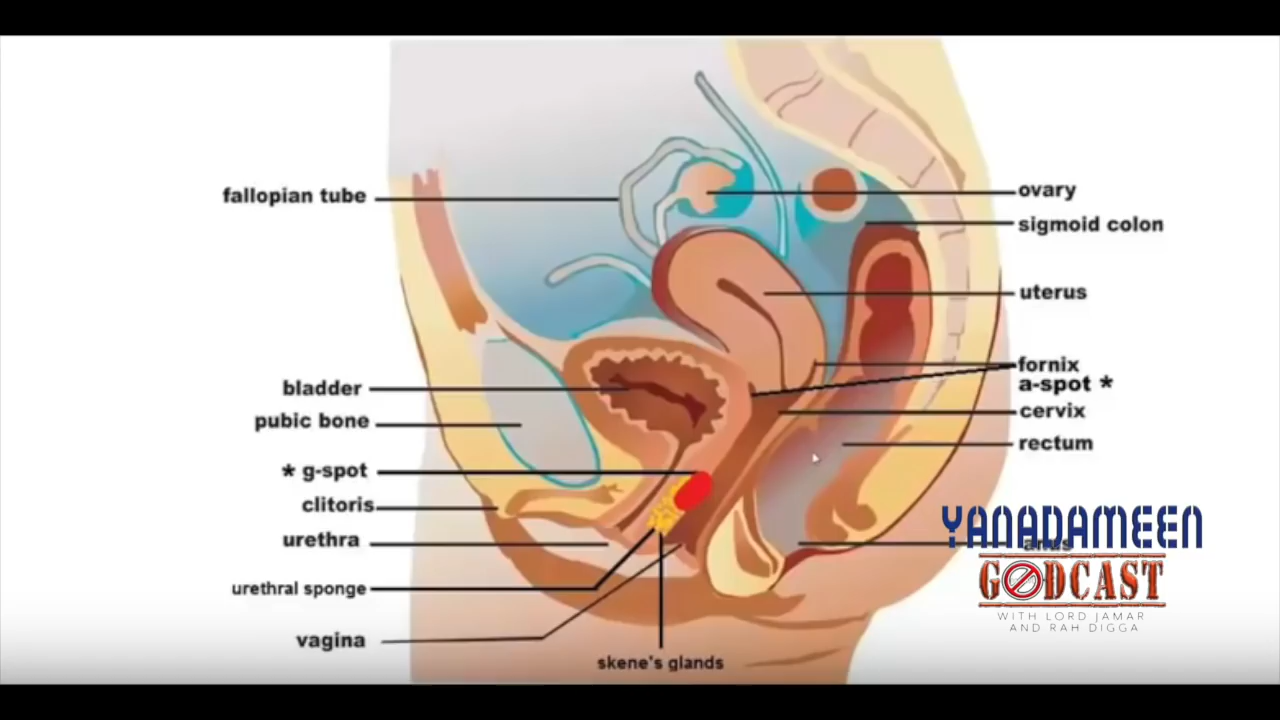 fallopian tube
ovary
sigmoid colon
uterus
fornix
a-spot *
bladder
cervix
pubic bone
rectum
* g-spot
clitoris
urethra
anus
urethral sponge
vagina
skene's glands
YANADAMEEN
GODCAST
WITH LORD JAMAR
AND RAH DIGGA